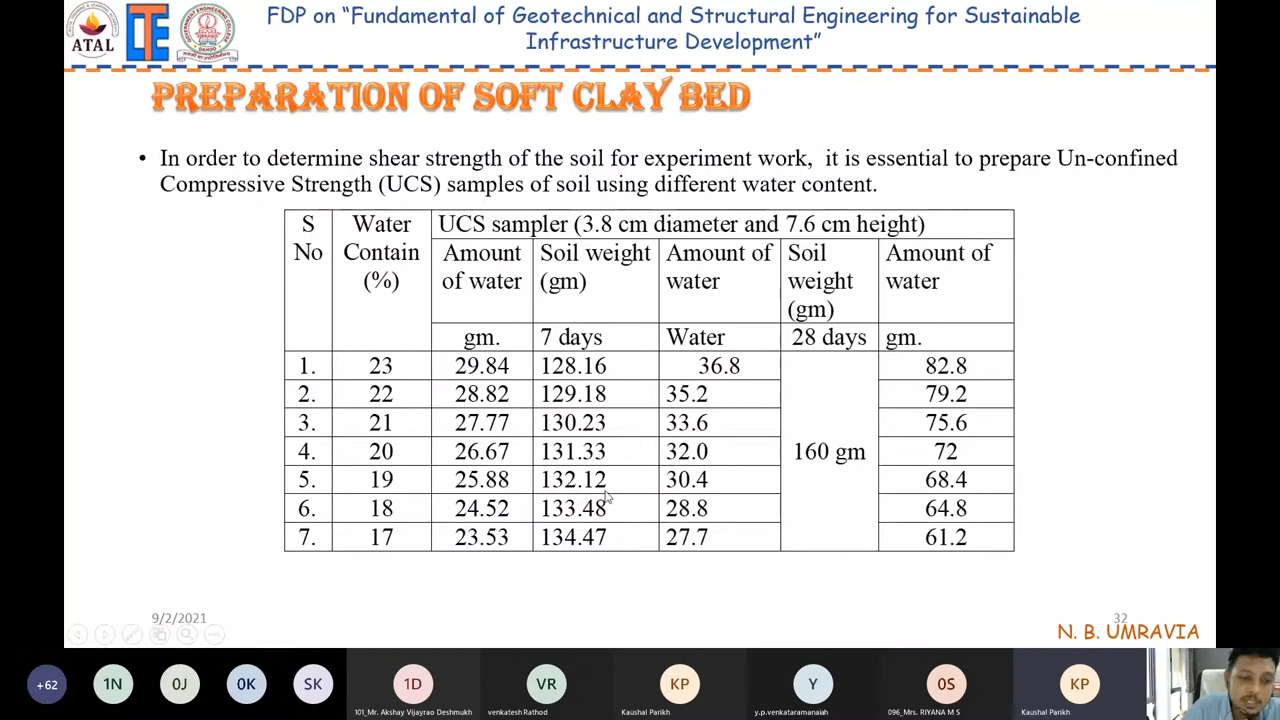 FDP on “Fundamental of Geotechnical and Structural Engineering for Sustainable
Infrastructure Development”
ATAL
PREPARATION OF SOFT CLAY BED
• In order to determine shear strength of the soil for experiment work, it is essential to prepare Un-confined
Compressive Strength (UCS) samples of soil using different water content.
S No | Water Contain (%) | UCS sampler (3.8 cm diameter and 7.6 cm height)
Amount of water | Soil weight (gm) | Amount of water | Soil weight (gm) | Amount of water
gm. | 7 days | Water | 28 days | gm.
1. | 23 | 29.84 | 128.16 | 36.8 | 82.8
2. | 22 | 28.82 | 129.18 | 35.2 | 79.2
3. | 21 | 27.77 | 130.23 | 33.6 | 75.6
4. | 20 | 26.67 | 131.33 | 32.0 | 160 gm | 72
5. | 19 | 25.88 | 132.12 | 30.4 | 68.4
6. | 18 | 24.52 | 133.48 | 28.8 | 64.8
7. | 17 | 23.53 | 134.47 | 27.7 | 61.2
9/2/2021
32
N. B. UMRAVIA
+62 1N 0J 0K SK 1D VR KP Y 0S KP
101_Mr. Akshay Vijayrao Deshmukh venkatesh Rathod Kaushal Parikh y.p.venkataramanaiah 096_Mrs. RIYANA M S Kaushal Parikh